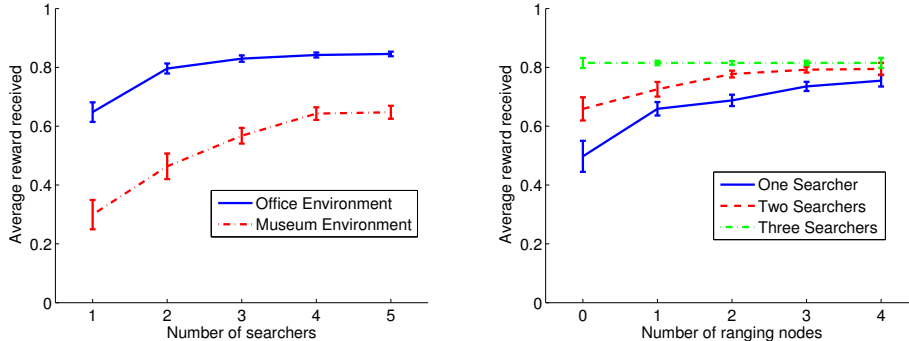 Average reward received
1
0.8
0.6
0.4
0.2
0
1 2 3 4 5
Number of searchers
Office Environment
Museum Environment
Average reward received
1
0.8
0.6
0.4
0.2
0
0 1 2 3 4
Number of ranging nodes
One Searcher
Two Searchers
Three Searchers